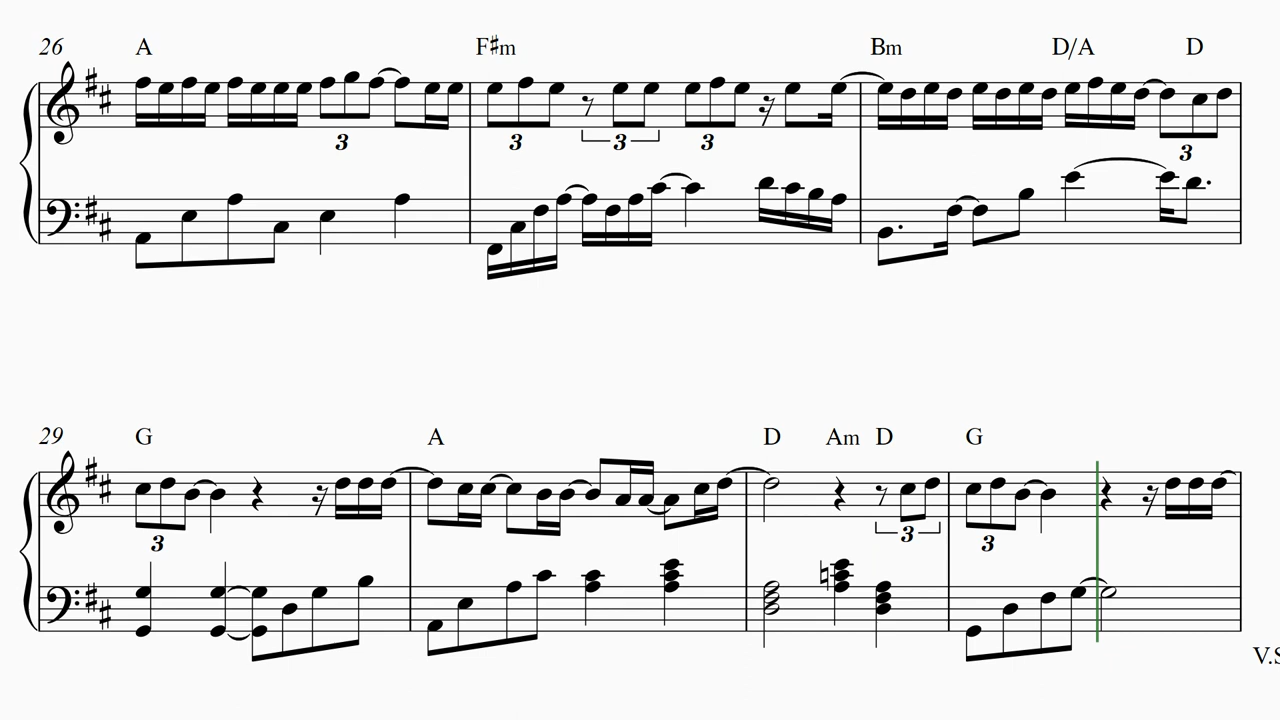 26 A F♯m Bm D/A D
3 3 3 3 3
29 G A D Am D G
3 3 3
V.S